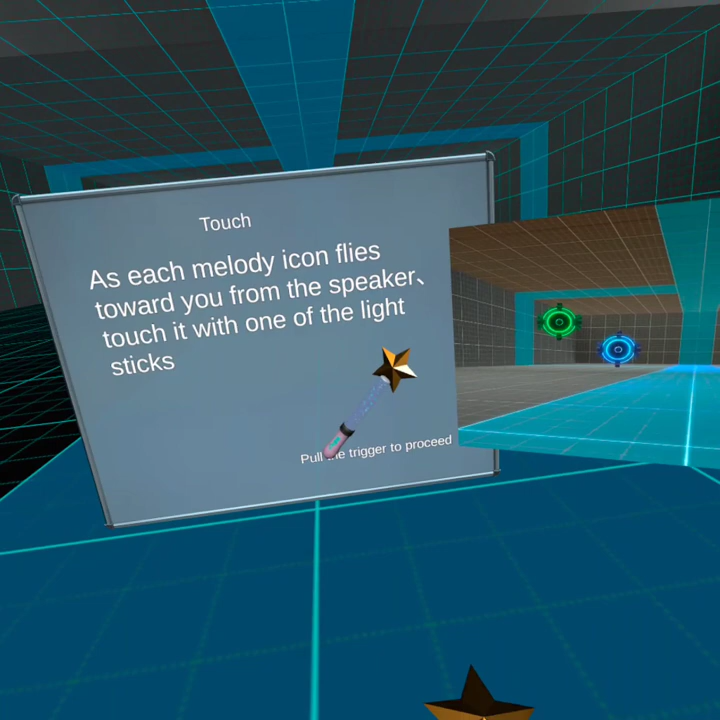 Touch
As each melody icon flies
toward you from the speaker、
touch it with one of the light
sticks
Pull the trigger to proceed